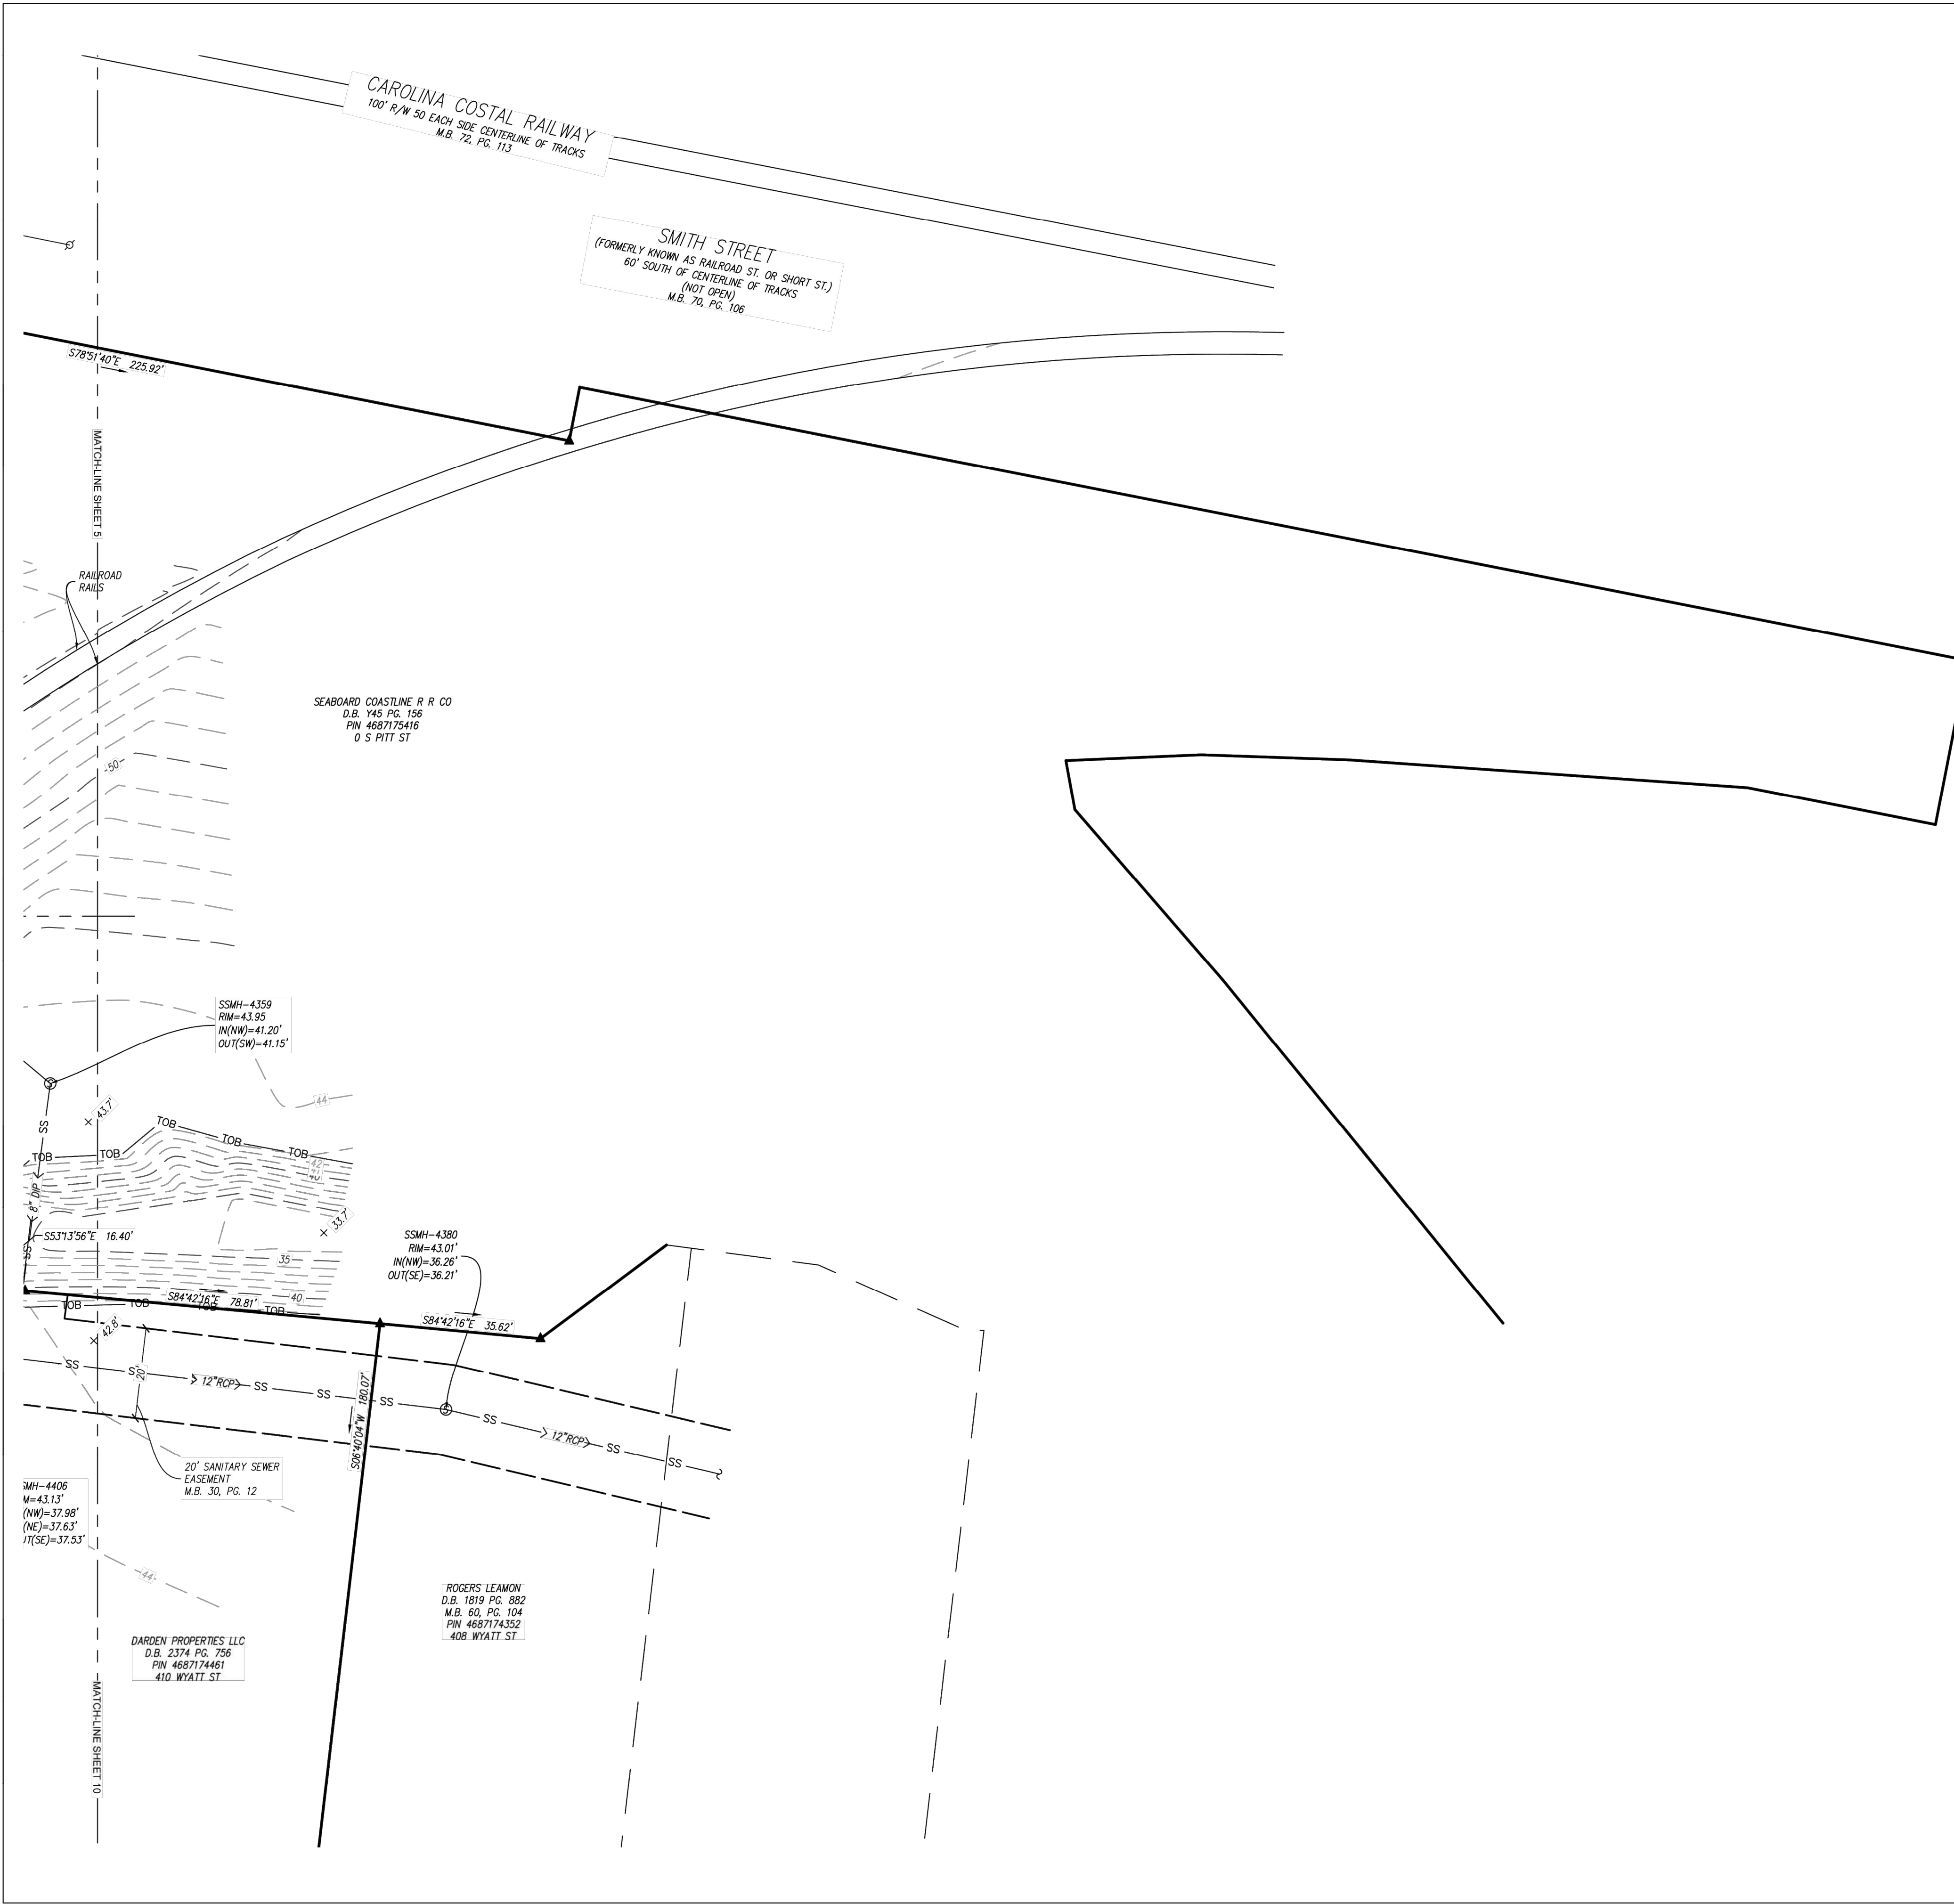 CAROLINA COSTAL RAILWAY
100' R/W 50 EACH SIDE CENTERLINE OF TRACKS
M.B. 72, PG. 113
SMITH STREET
(FORMERLY KNOWN AS RAILROAD ST. OR SHORT ST.)
60' SOUTH OF CENTERLINE OF TRACKS
(NOT OPEN)
M.B. 70, PG. 106
S78°51'40"E 225.92'
MATCH-LINE SHEET 5
RAILROAD
RAILS
SEABOARD COASTLINE R R CO
D.B. Y45 PG. 156
PIN 4687175416
0 S PITT ST
50
SSMH-4359
RIM=43.95
IN(NW)=41.20'
OUT(SW)=41.15'
S
44
43.7'
SS
TOB
TOB
TOB
TOB
TOB
42
40
8" DIP
33.7'
S53°13'56"E 16.40'
SS
SSMH-4380
RIM=43.01'
IN(NW)=36.26'
OUT(SE)=36.21'
35
40
S84°42'16"E 78.81'
TOB
TOB
TOB
TOB
S84°42'16"E 35.62'
42.8'
SS
SS
20'
12"RCP
SS
SS
SS
S
SS
12"RCP
SS
SS
S06°40'04"W 180.07'
20' SANITARY SEWER
EASEMENT
M.B. 30, PG. 12
SMH-4406
M=43.13'
(NW)=37.98'
(NE)=37.63'
UT(SE)=37.53'
44
ROGERS LEAMON
D.B. 1819 PG. 882
M.B. 60, PG. 104
PIN 4687174352
408 WYATT ST
DARDEN PROPERTIES LLC
D.B. 2374 PG. 756
PIN 4687174461
410 WYATT ST
MATCH-LINE SHEET 10